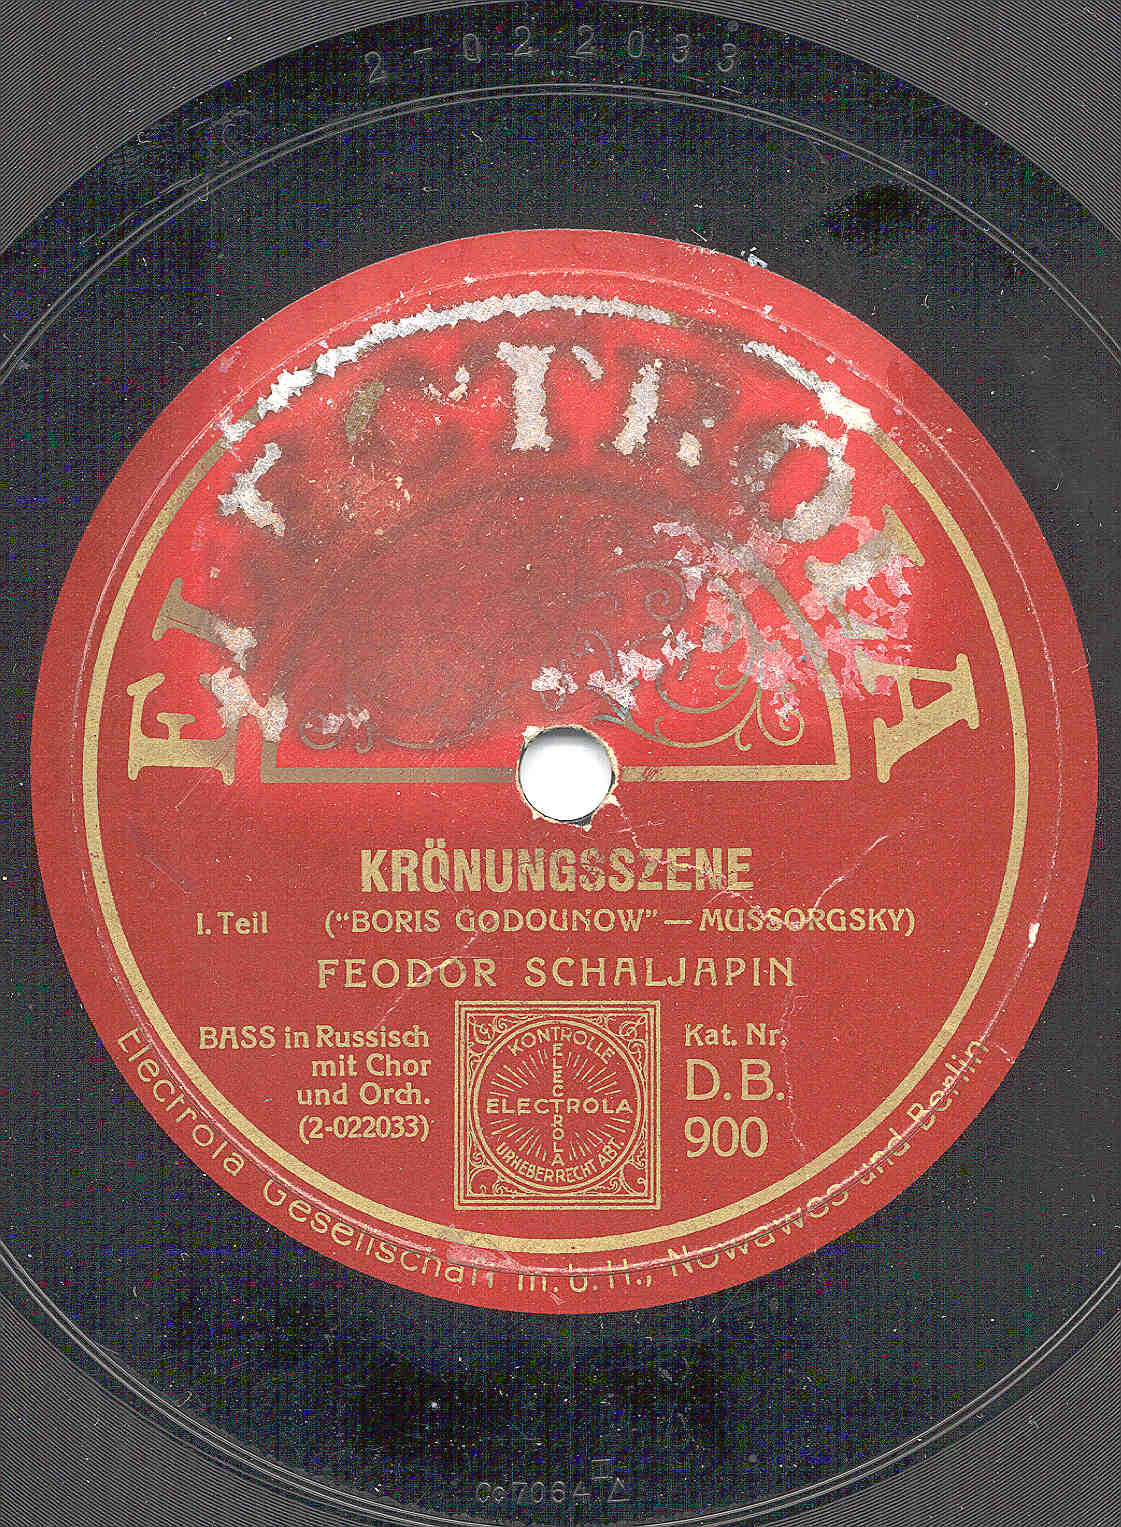 2-022033
ELECTROLA
KRÖNUNGSSZENE
I. Teil ("BORIS GODOUNOW" — MUSSORGSKY)
FEODOR SCHALJAPIN
BASS in Russisch
mit Chor
und Orch.
(2-022033)
KONTROLLE
ELECTROLA
ELECTROLA
URHEBERRECHT ABT.
Kat. Nr.
D.B.
900
Electrola Gesellschaft m.b.H., Nowawes und Berlin
Cc7064